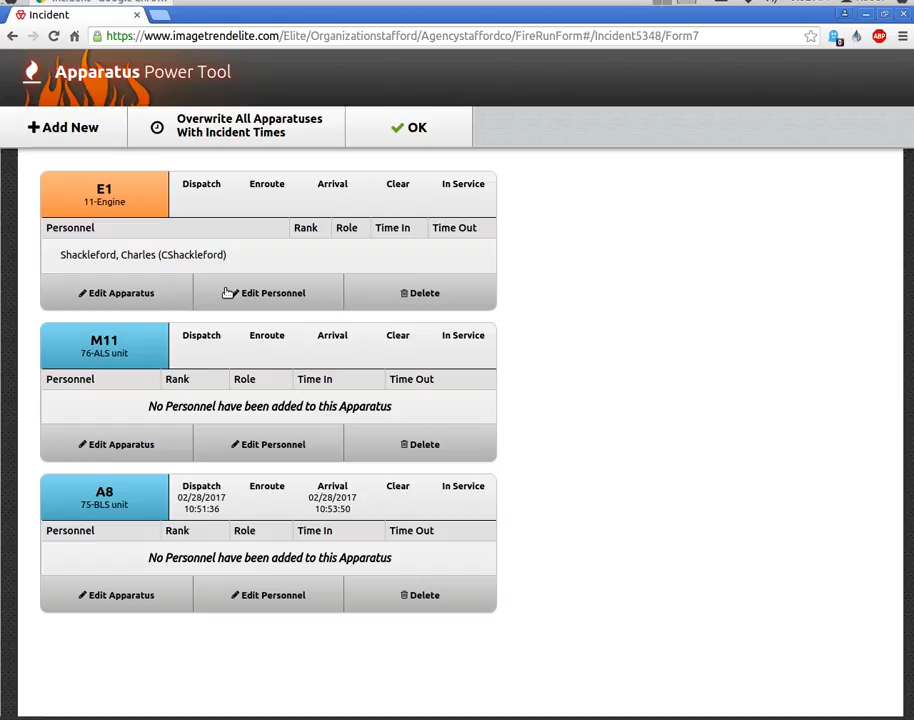 Incident
https://www.imagetrendelite.com/Elite/Organizationstafford/Agencystaffordco/FireRunForm#/Incident5348/Form7
Apparatus Power Tool
Add New
Overwrite All Apparatuses
With Incident Times
OK
E1
11-Engine
Dispatch Enroute Arrival Clear In Service
Personnel Rank Role Time In Time Out
Shackleford, Charles (CShackleford)
Edit Apparatus Edit Personnel Delete
M11
76-ALS unit
Dispatch Enroute Arrival Clear In Service
Personnel Rank Role Time In Time Out
No Personnel have been added to this Apparatus
Edit Apparatus Edit Personnel Delete
A8
75-BLS unit
Dispatch Enroute Arrival Clear In Service
02/28/2017 02/28/2017
10:51:36 10:53:50
Personnel Rank Role Time In Time Out
No Personnel have been added to this Apparatus
Edit Apparatus Edit Personnel Delete